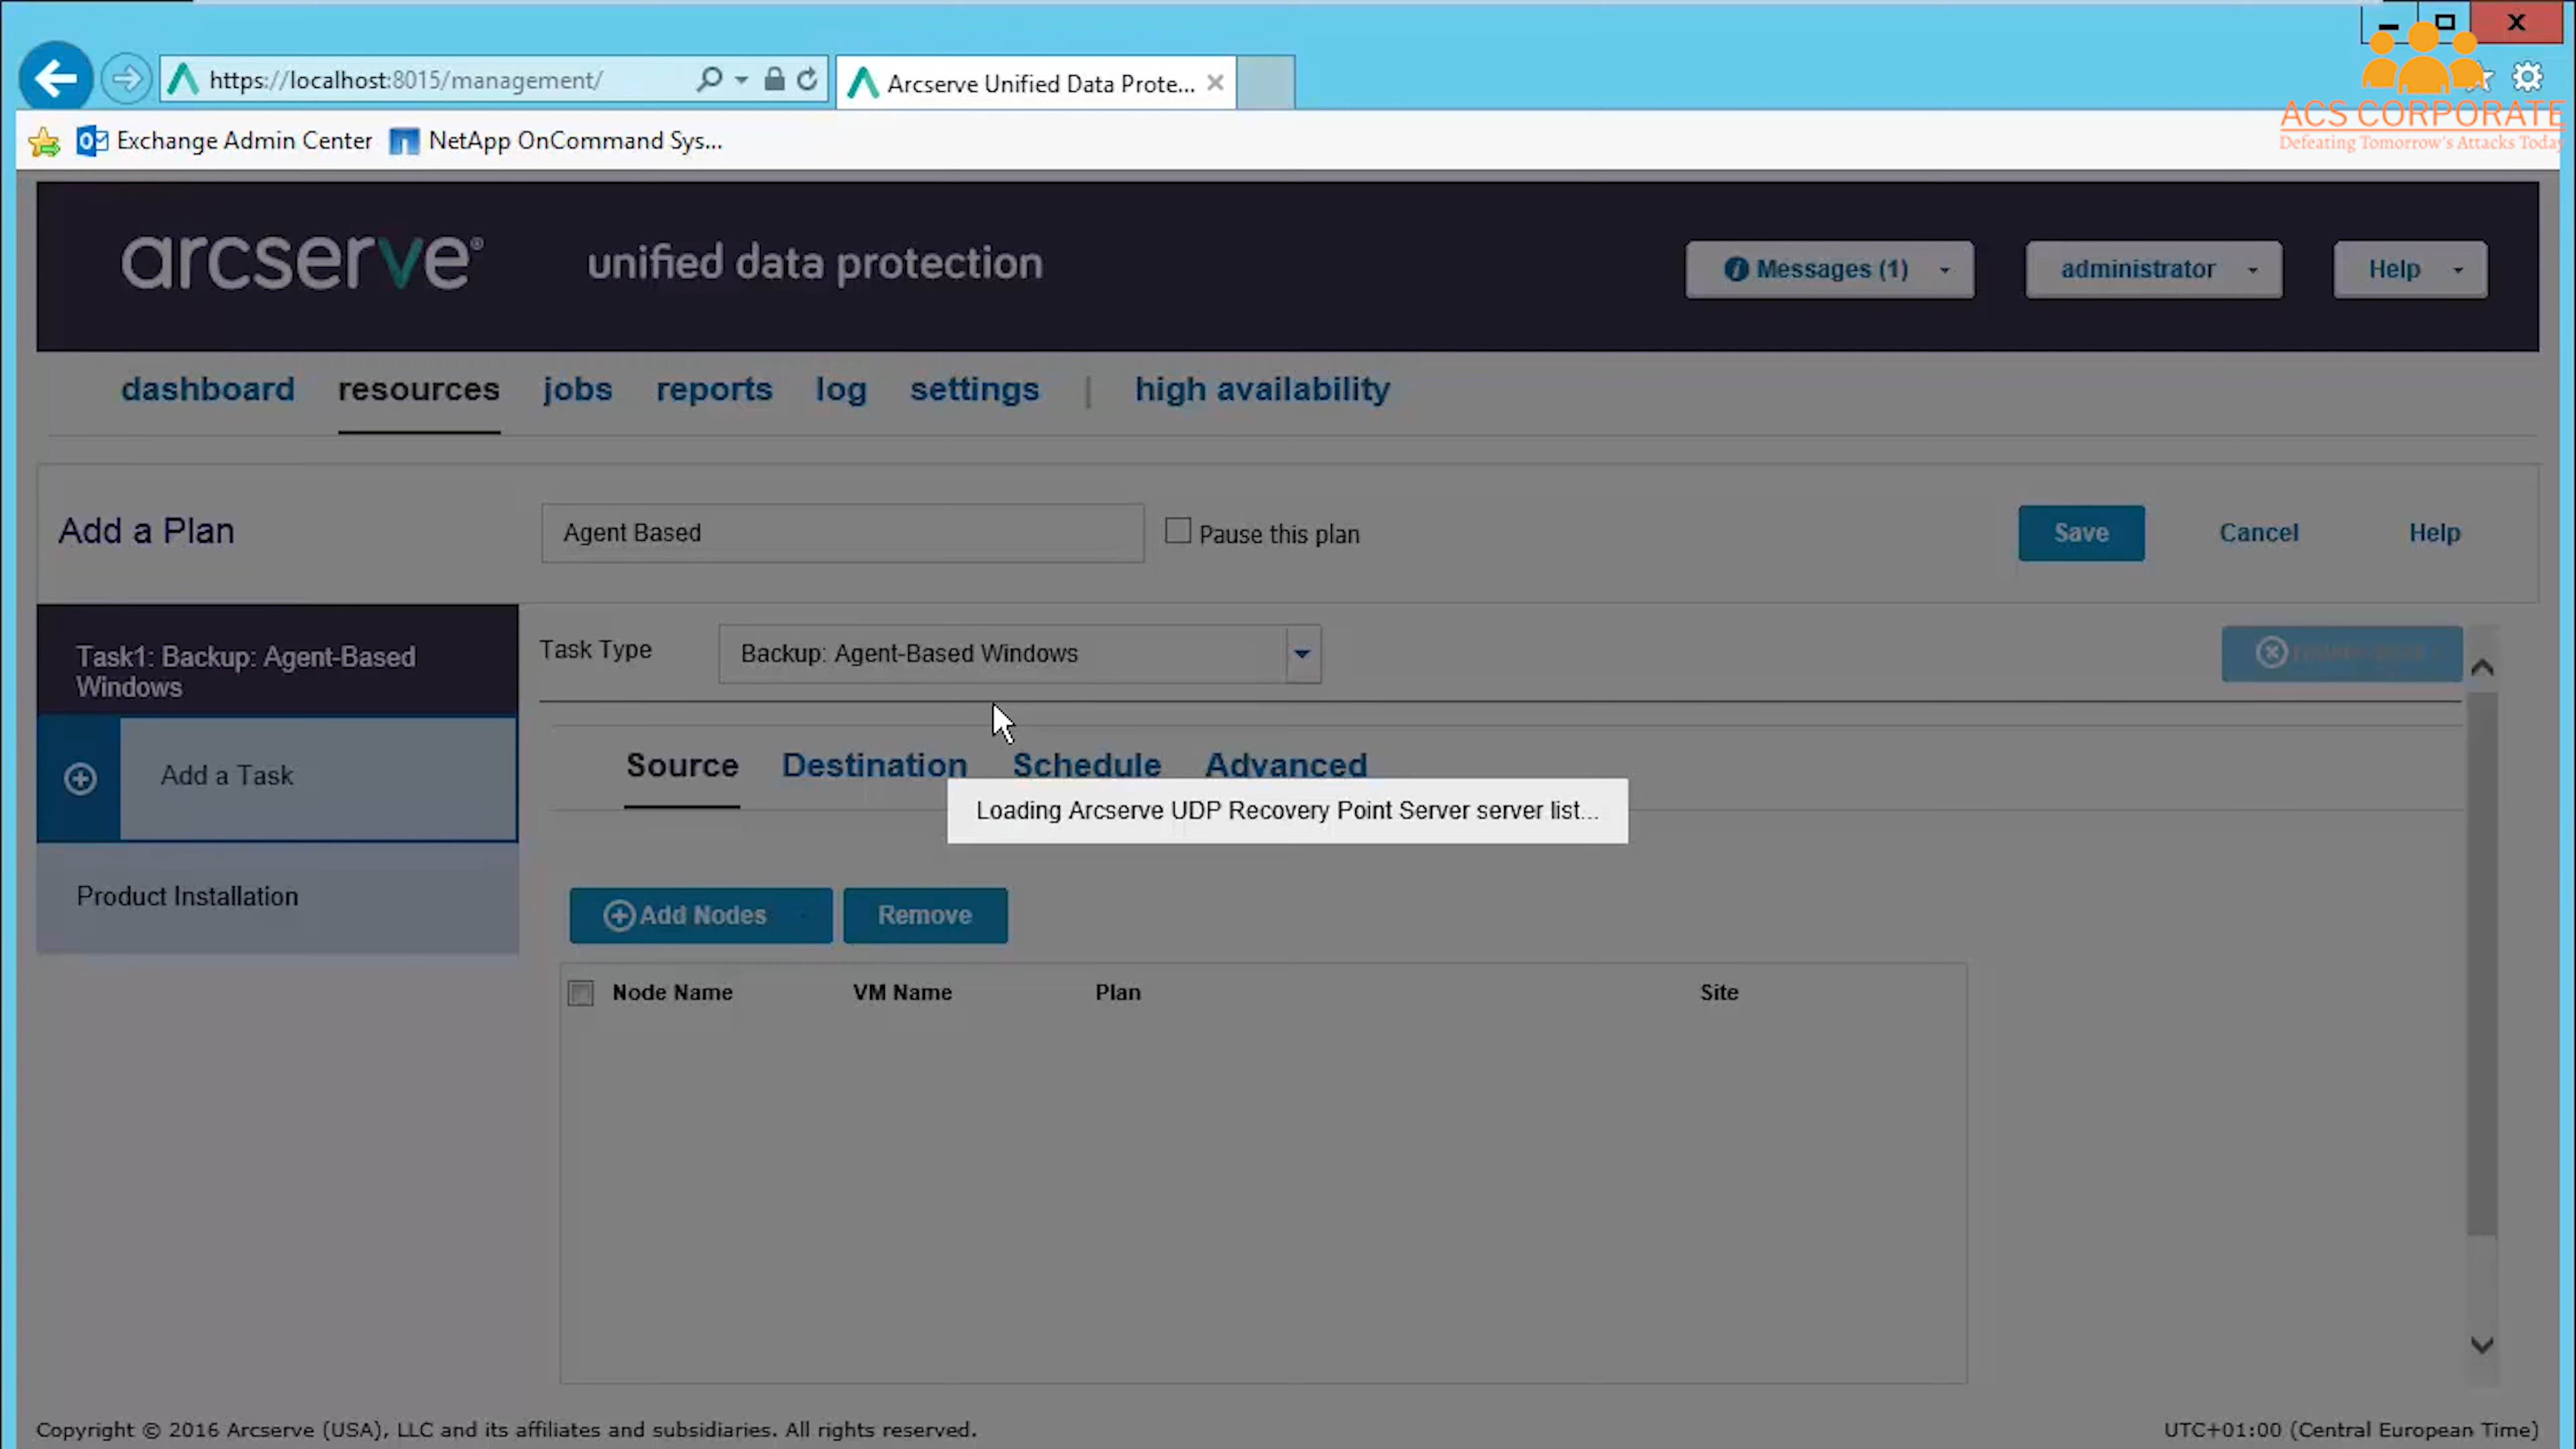 https://localhost:8015/management/
Arcserve Unified Data Prote...
ACS CORPORATE
Defeating Tomorrow's Attacks Today
Exchange Admin Center
NetApp OnCommand Sys...
arcserve®
unified data protection
Messages (1)
administrator
Help
dashboard
resources
jobs
reports
log
settings
|
high availability
Add a Plan
Agent Based
Pause this plan
Save
Cancel
Help
Task1: Backup: Agent-Based
Windows
Task Type
Backup: Agent-Based Windows
Add a Task
Source
Destination
Schedule
Advanced
Loading Arcserve UDP Recovery Point Server server list...
Product Installation
Add Nodes
Remove
Node Name
VM Name
Plan
Site
Copyright © 2016 Arcserve (USA), LLC and its affiliates and subsidiaries. All rights reserved.
UTC+01:00 (Central European Time)